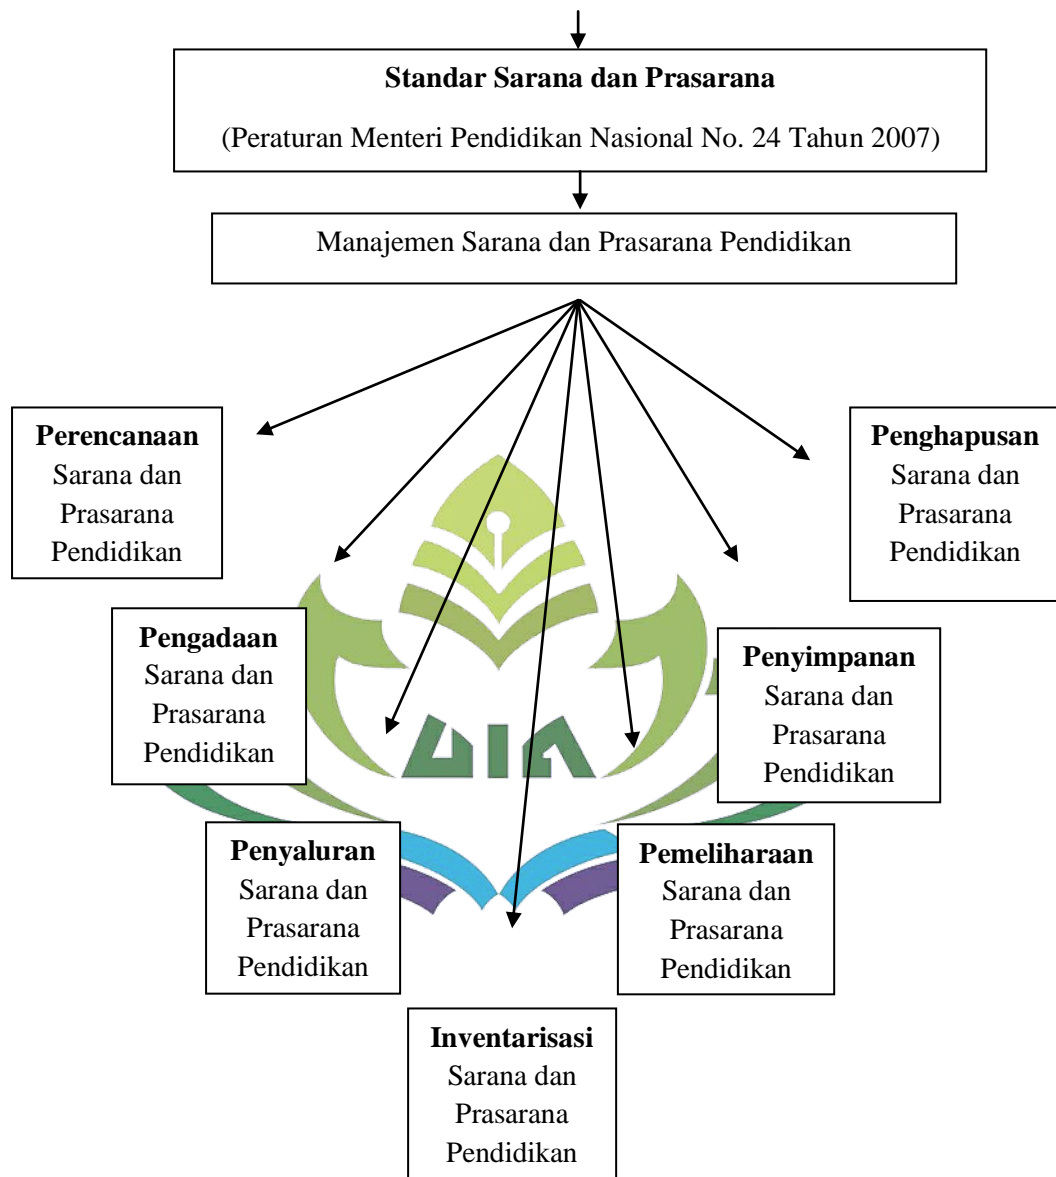 Standar Sarana dan Prasarana
(Peraturan Menteri Pendidikan Nasional No. 24 Tahun 2007)
Manajemen Sarana dan Prasarana Pendidikan
Perencanaan
Sarana dan
Prasarana
Pendidikan
Penghapusan
Sarana dan
Prasarana
Pendidikan
Pengadaan
Sarana dan
Prasarana
Pendidikan
Penyimpanan
Sarana dan
Prasarana
Pendidikan
UIN
Penyaluran
Sarana dan
Prasarana
Pendidikan
Pemeliharaan
Sarana dan
Prasarana
Pendidikan
Inventarisasi
Sarana dan
Prasarana
Pendidikan